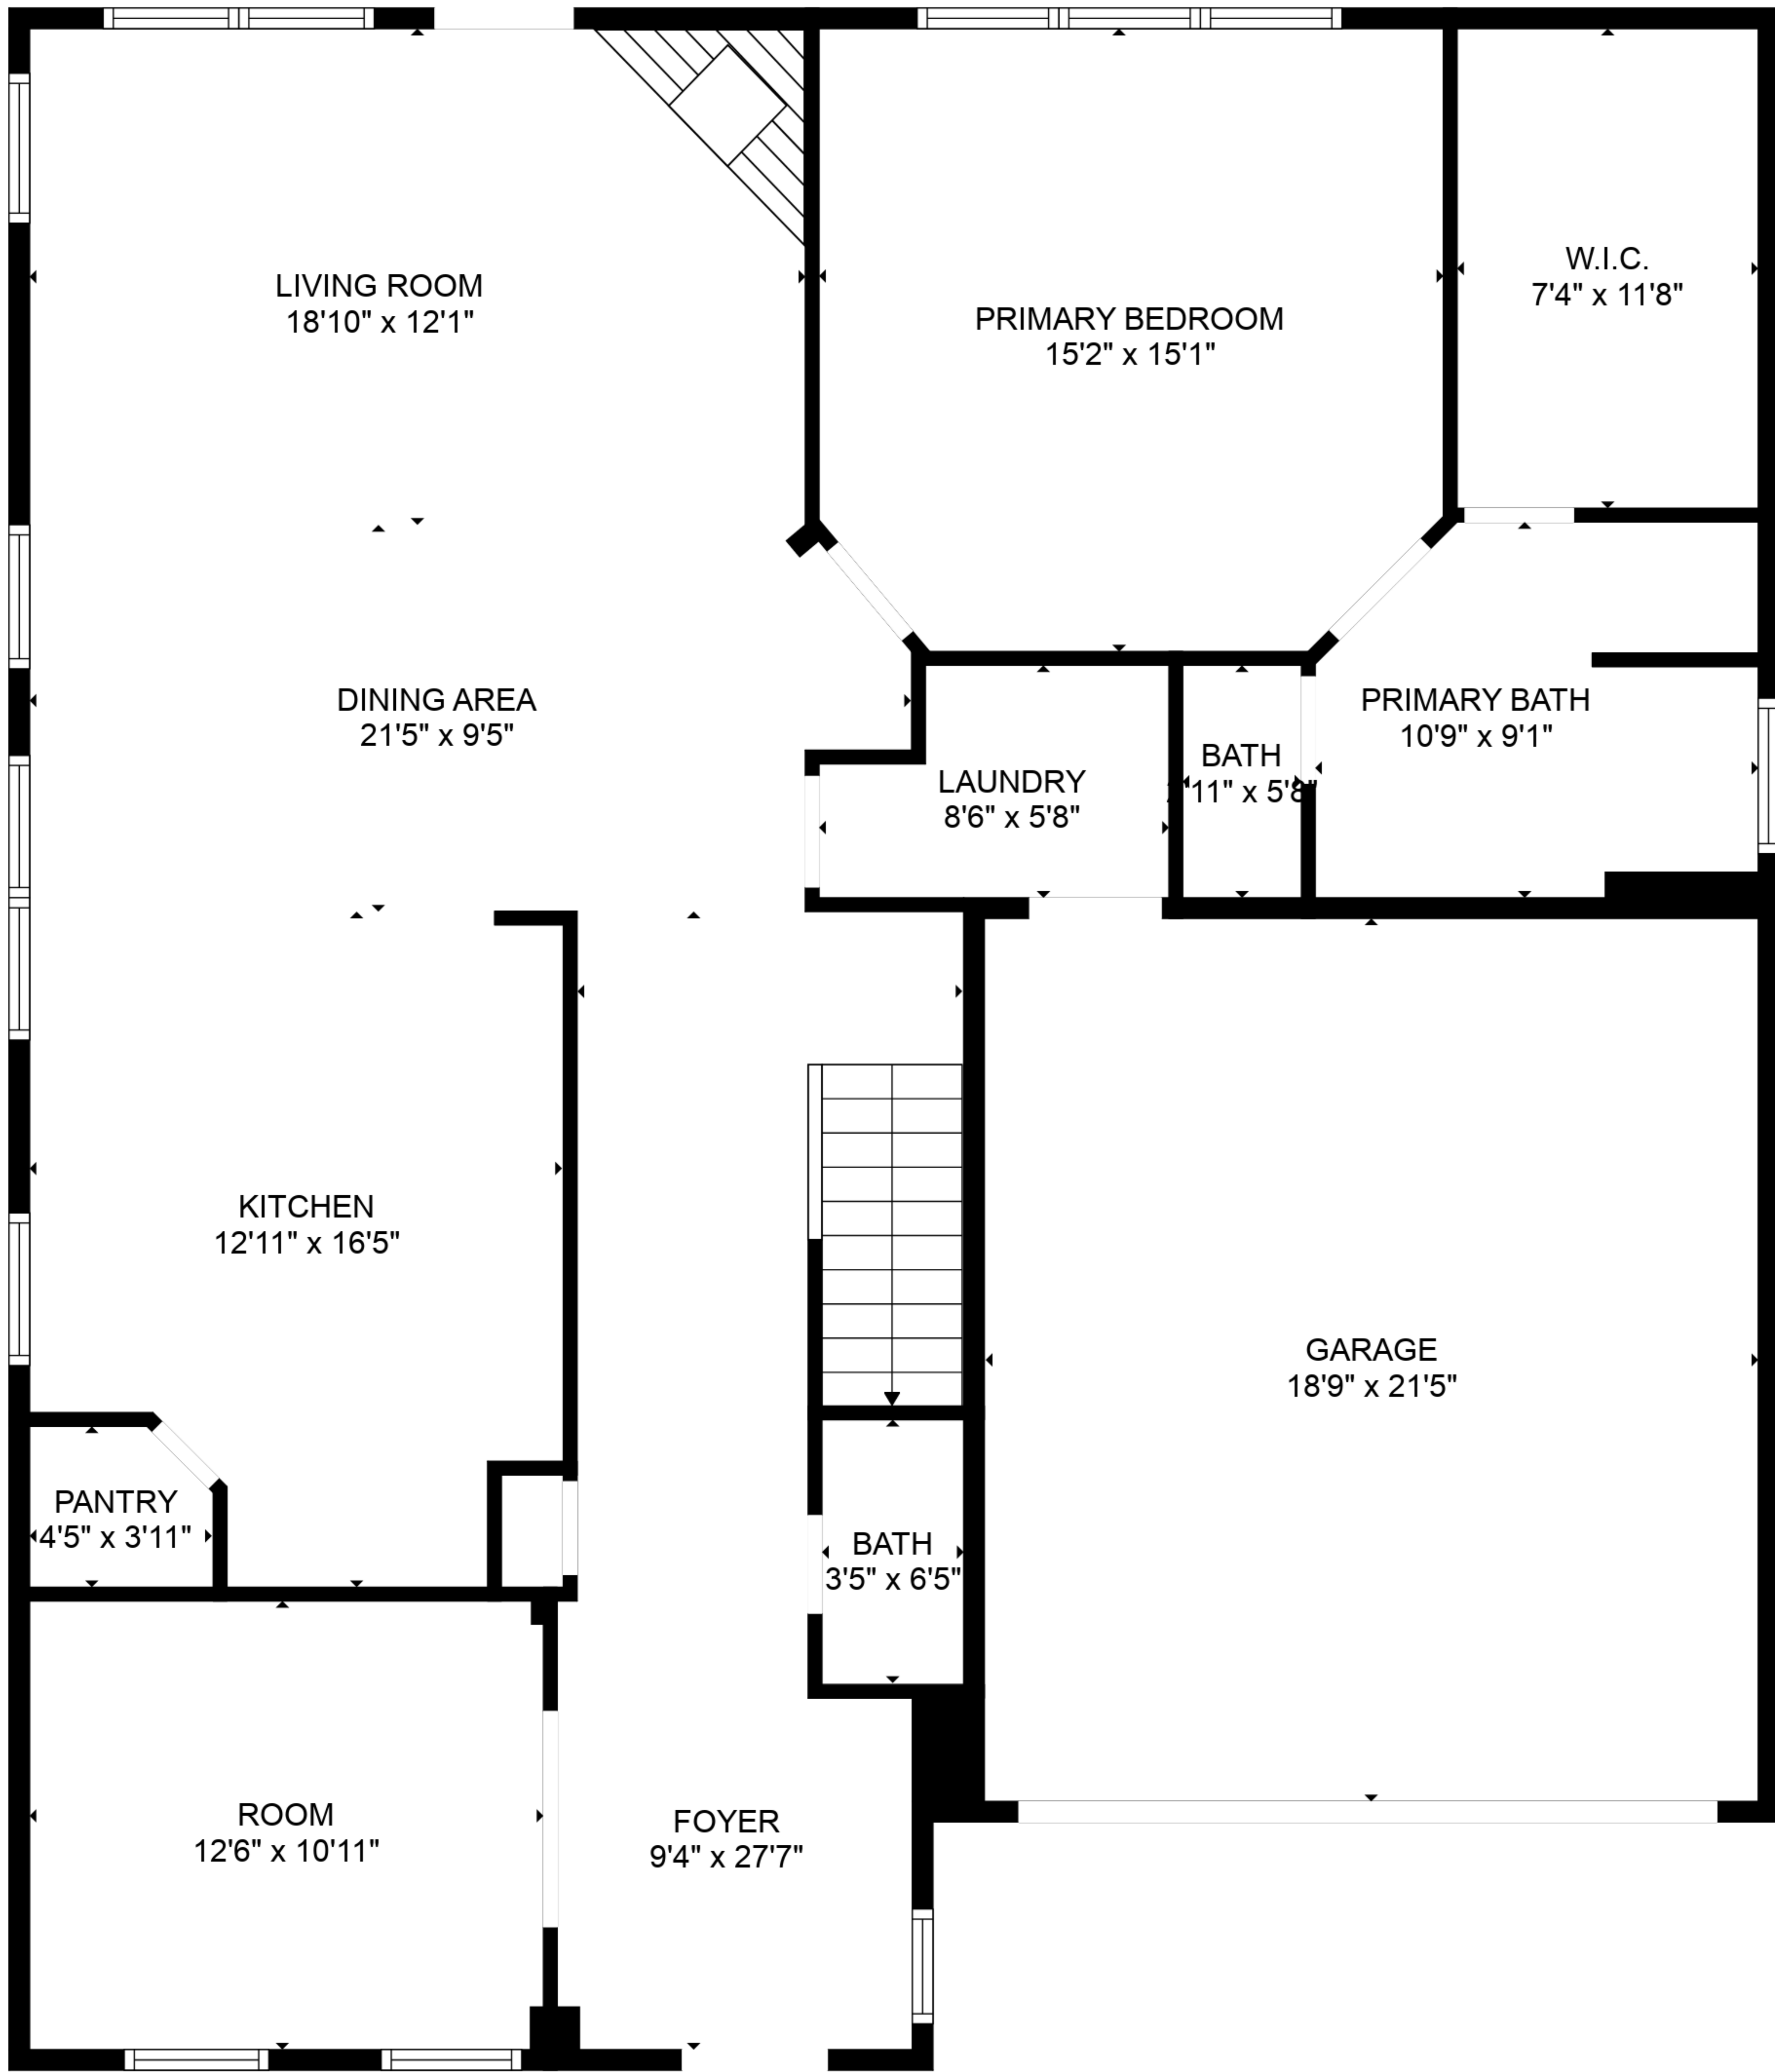 LIVING ROOM
18'10" x 12'1"
PRIMARY BEDROOM
15'2" x 15'1"
W.I.C.
7'4" x 11'8"
DINING AREA
21'5" x 9'5"
LAUNDRY
8'6" x 5'8"
BATH
'11" x 5'8"
PRIMARY BATH
10'9" x 9'1"
KITCHEN
12'11" x 16'5"
GARAGE
18'9" x 21'5"
PANTRY
4'5" x 3'11"
BATH
3'5" x 6'5"
ROOM
12'6" x 10'11"
FOYER
9'4" x 27'7"